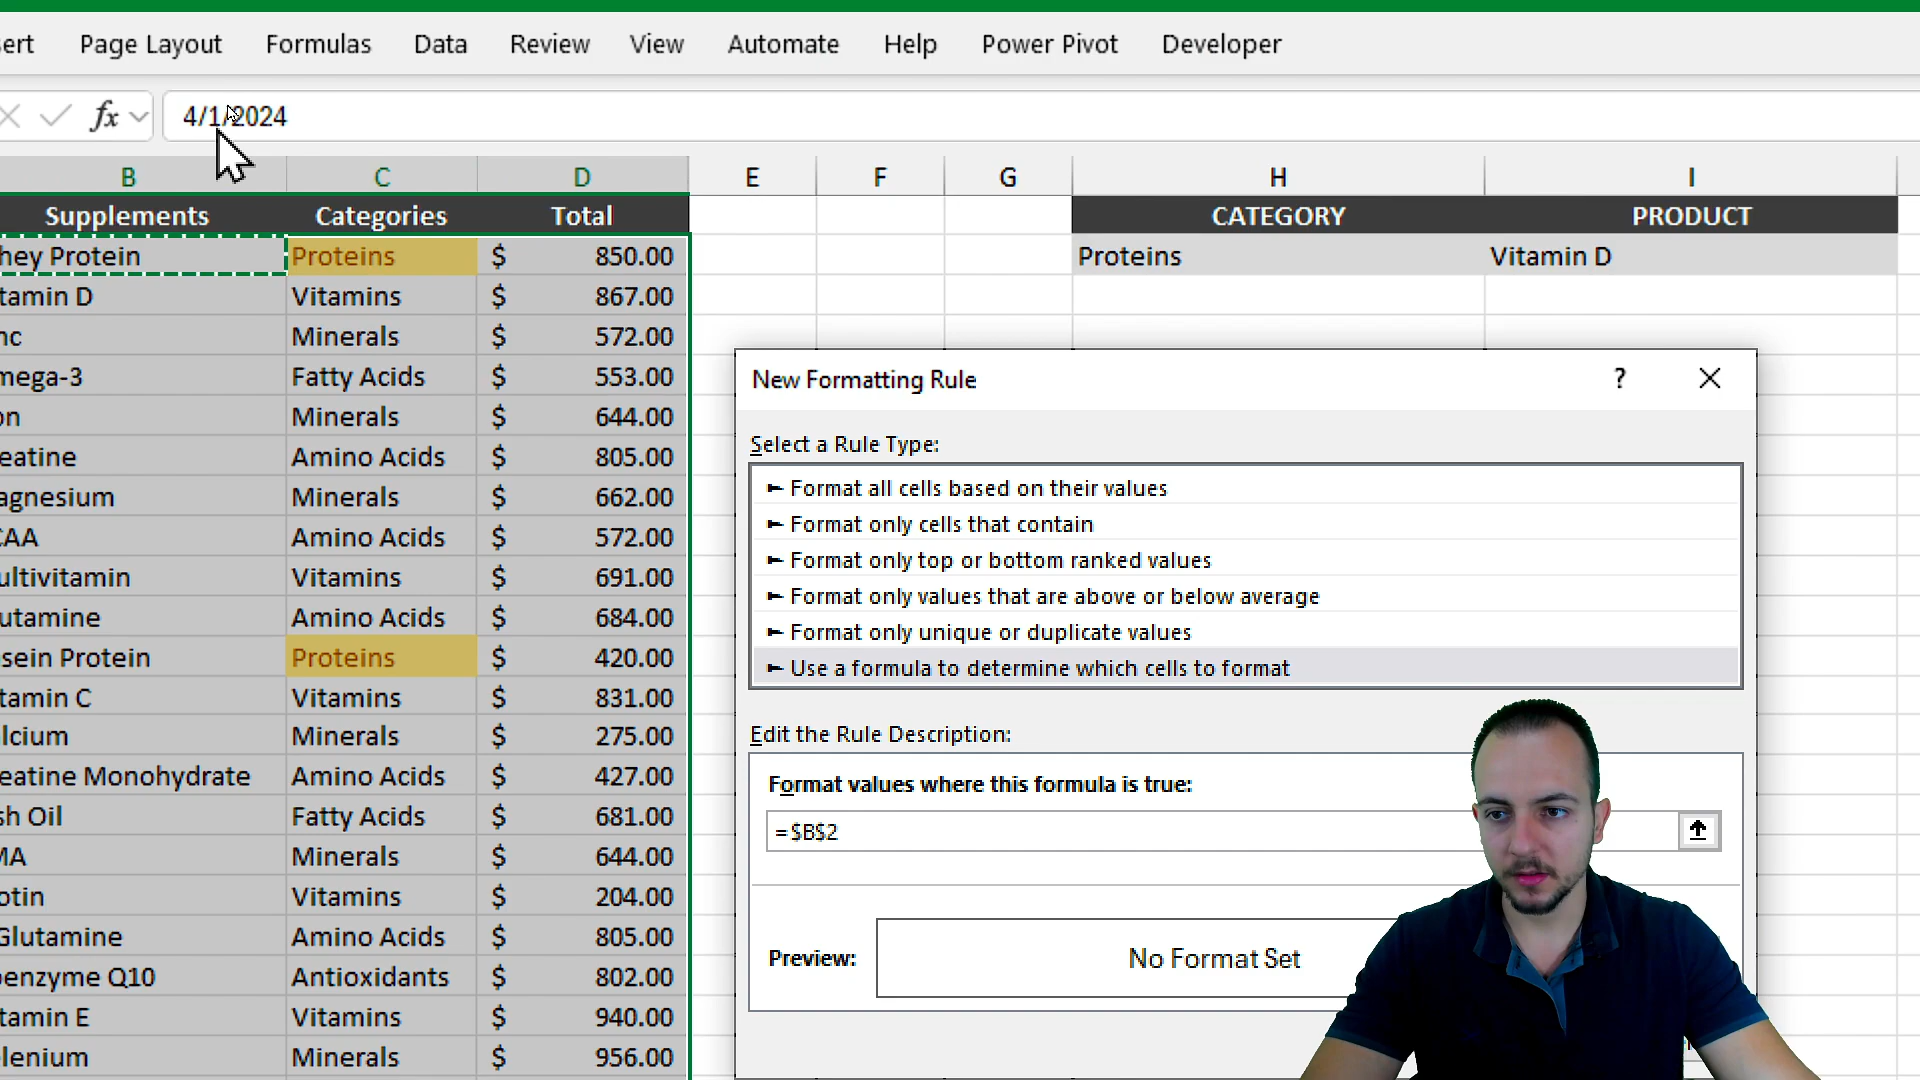 ert Page Layout Formulas Data Review View Automate Help Power Pivot Developer
fx 4/1/2024
B C D E F G H I
Supplements Categories Total CATEGORY PRODUCT
hey Protein Proteins $ 850.00 Proteins Vitamin D
tamin D Vitamins $ 867.00
nc Minerals $ 572.00
mega-3 Fatty Acids $ 553.00
on Minerals $ 644.00
eatine Amino Acids $ 805.00
agnesium Minerals $ 662.00
CAA Amino Acids $ 572.00
ultivitamin Vitamins $ 691.00
utamine Amino Acids $ 684.00
sein Protein Proteins $ 420.00
tamin C Vitamins $ 831.00
lcium Minerals $ 275.00
eatine Monohydrate Amino Acids $ 427.00
sh Oil Fatty Acids $ 681.00
MA Minerals $ 644.00
otin Vitamins $ 204.00
Glutamine Amino Acids $ 805.00
oenzyme Q10 Antioxidants $ 802.00
tamin E Vitamins $ 940.00
lenium Minerals $ 956.00
New Formatting Rule ?
Select a Rule Type:
► Format all cells based on their values
► Format only cells that contain
► Format only top or bottom ranked values
► Format only values that are above or below average
► Format only unique or duplicate values
► Use a formula to determine which cells to format
Edit the Rule Description:
Format values where this formula is true:
=$B$2
Preview: No Format Set